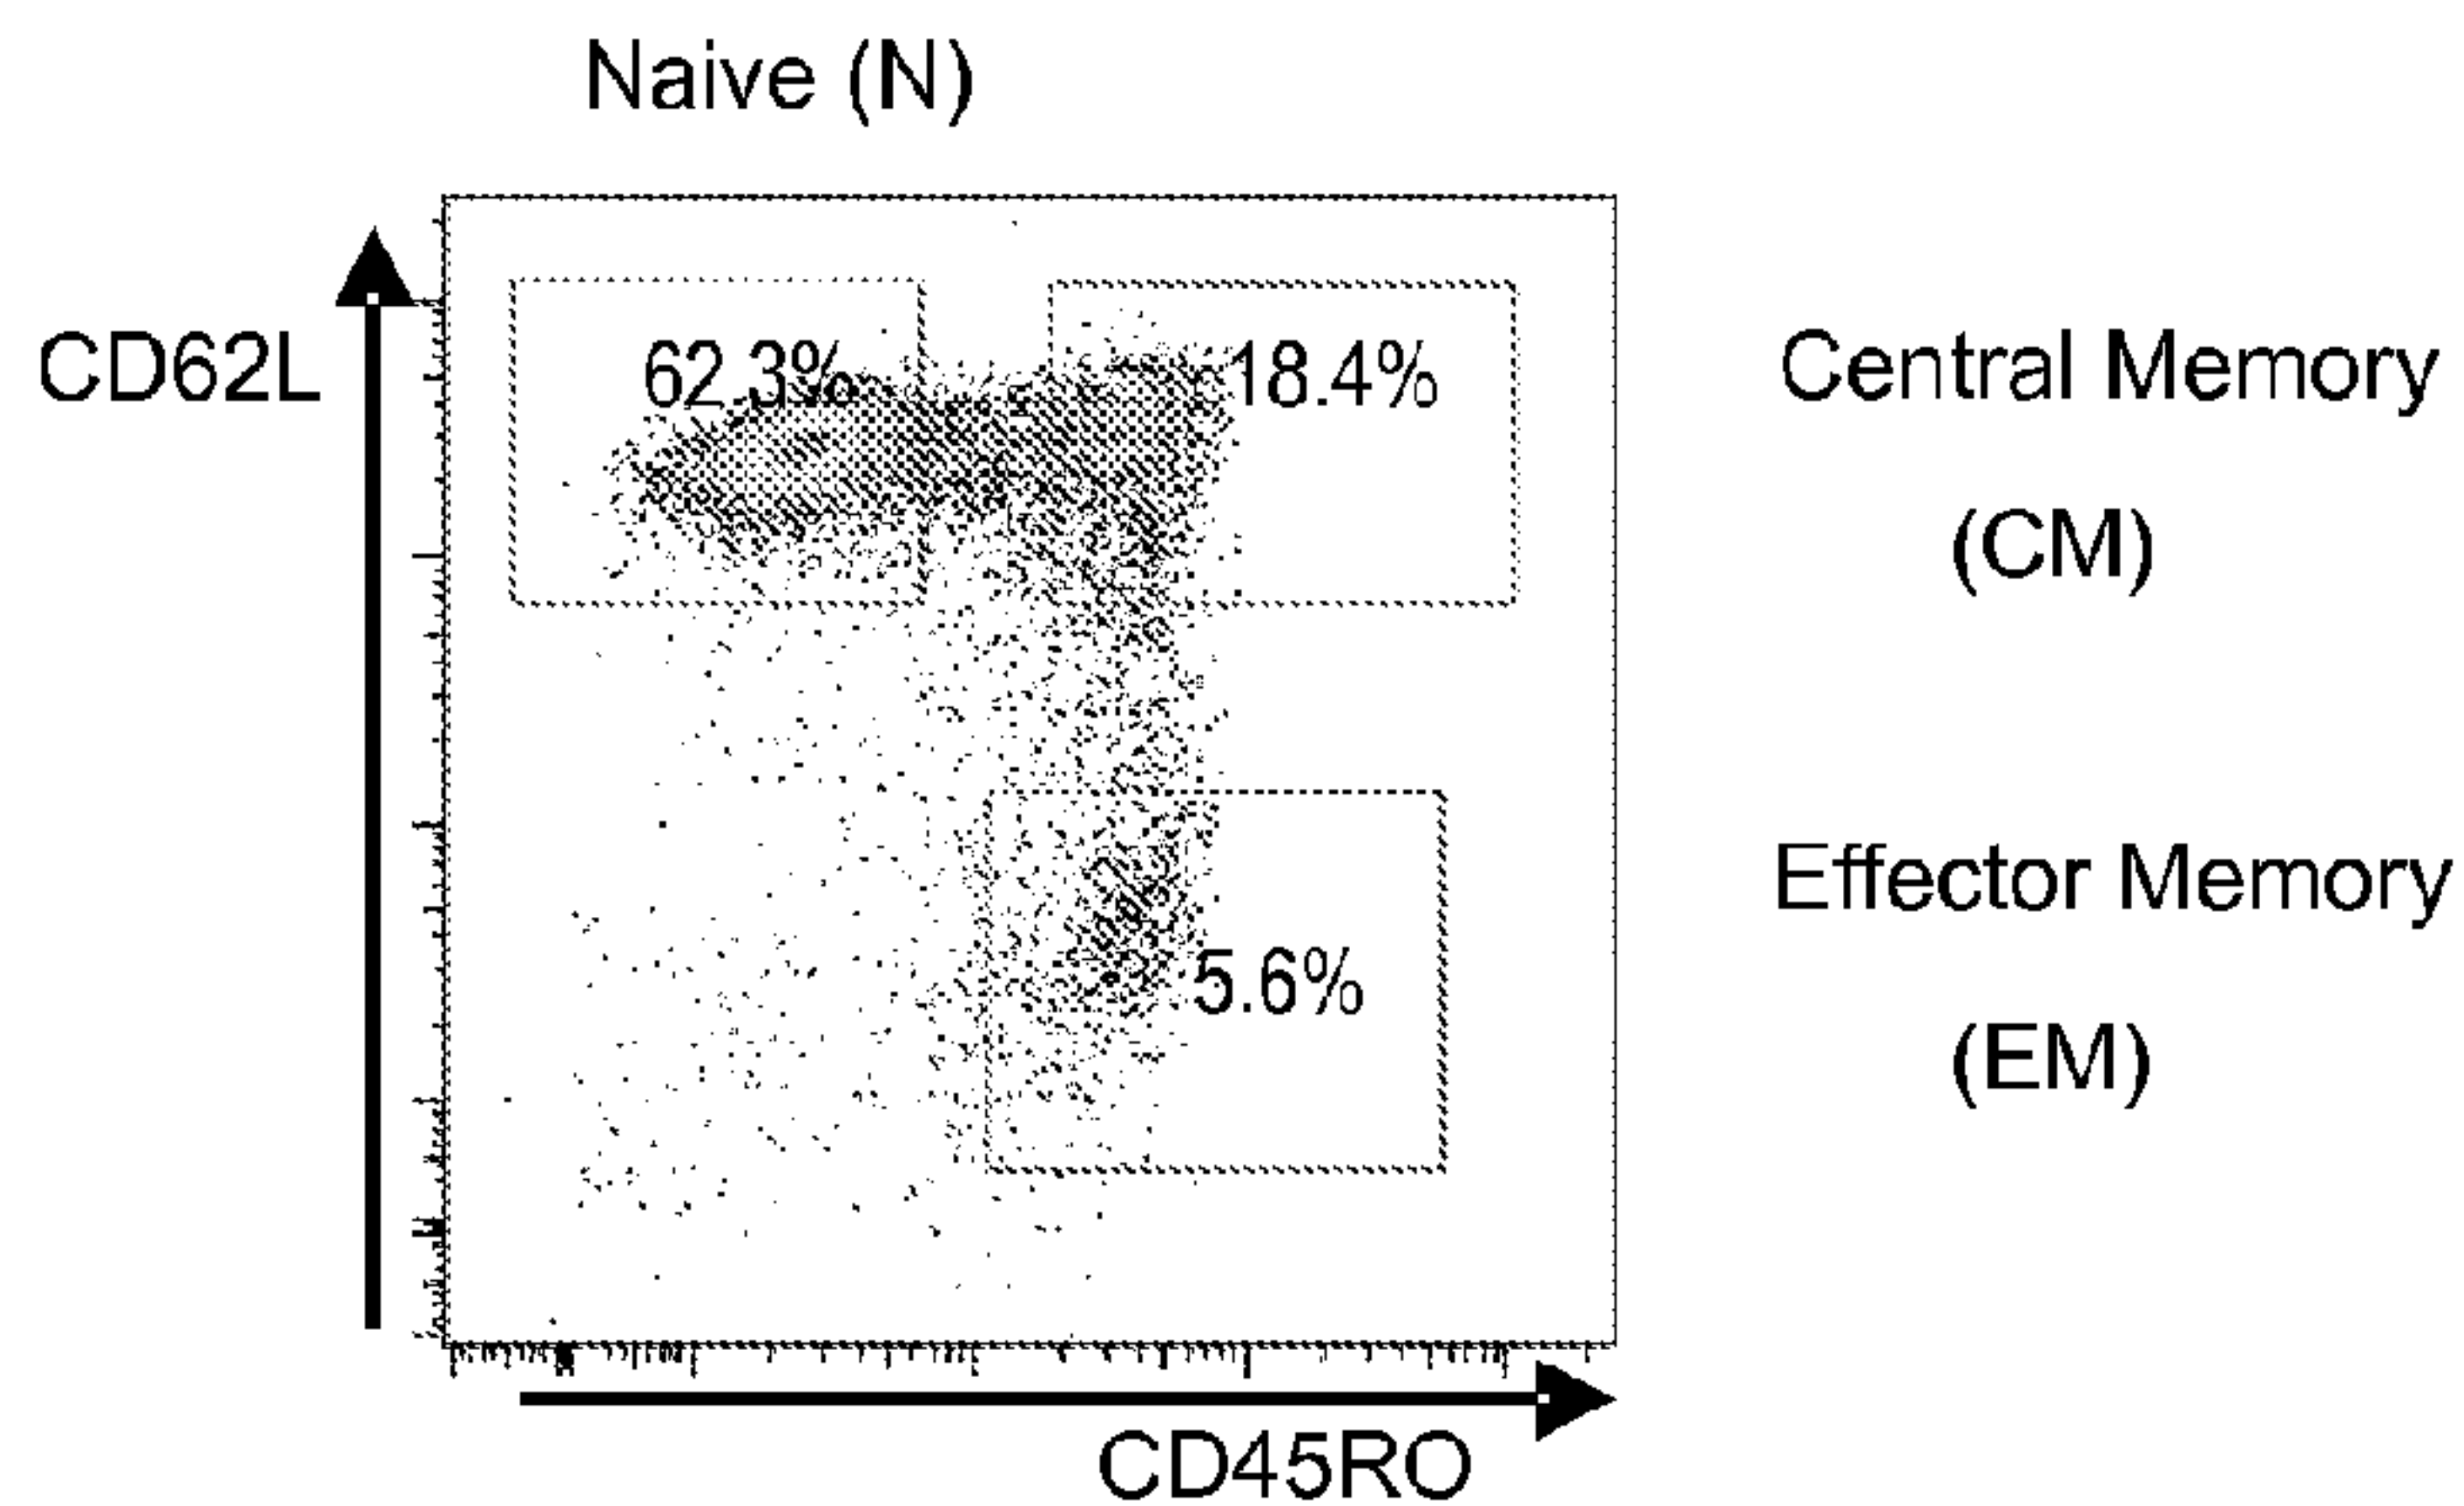 Naive (N)
CD62L
62.3%
18.4%
Central Memory
(CM)
Effector Memory
(EM)
5.6%
CD45RO